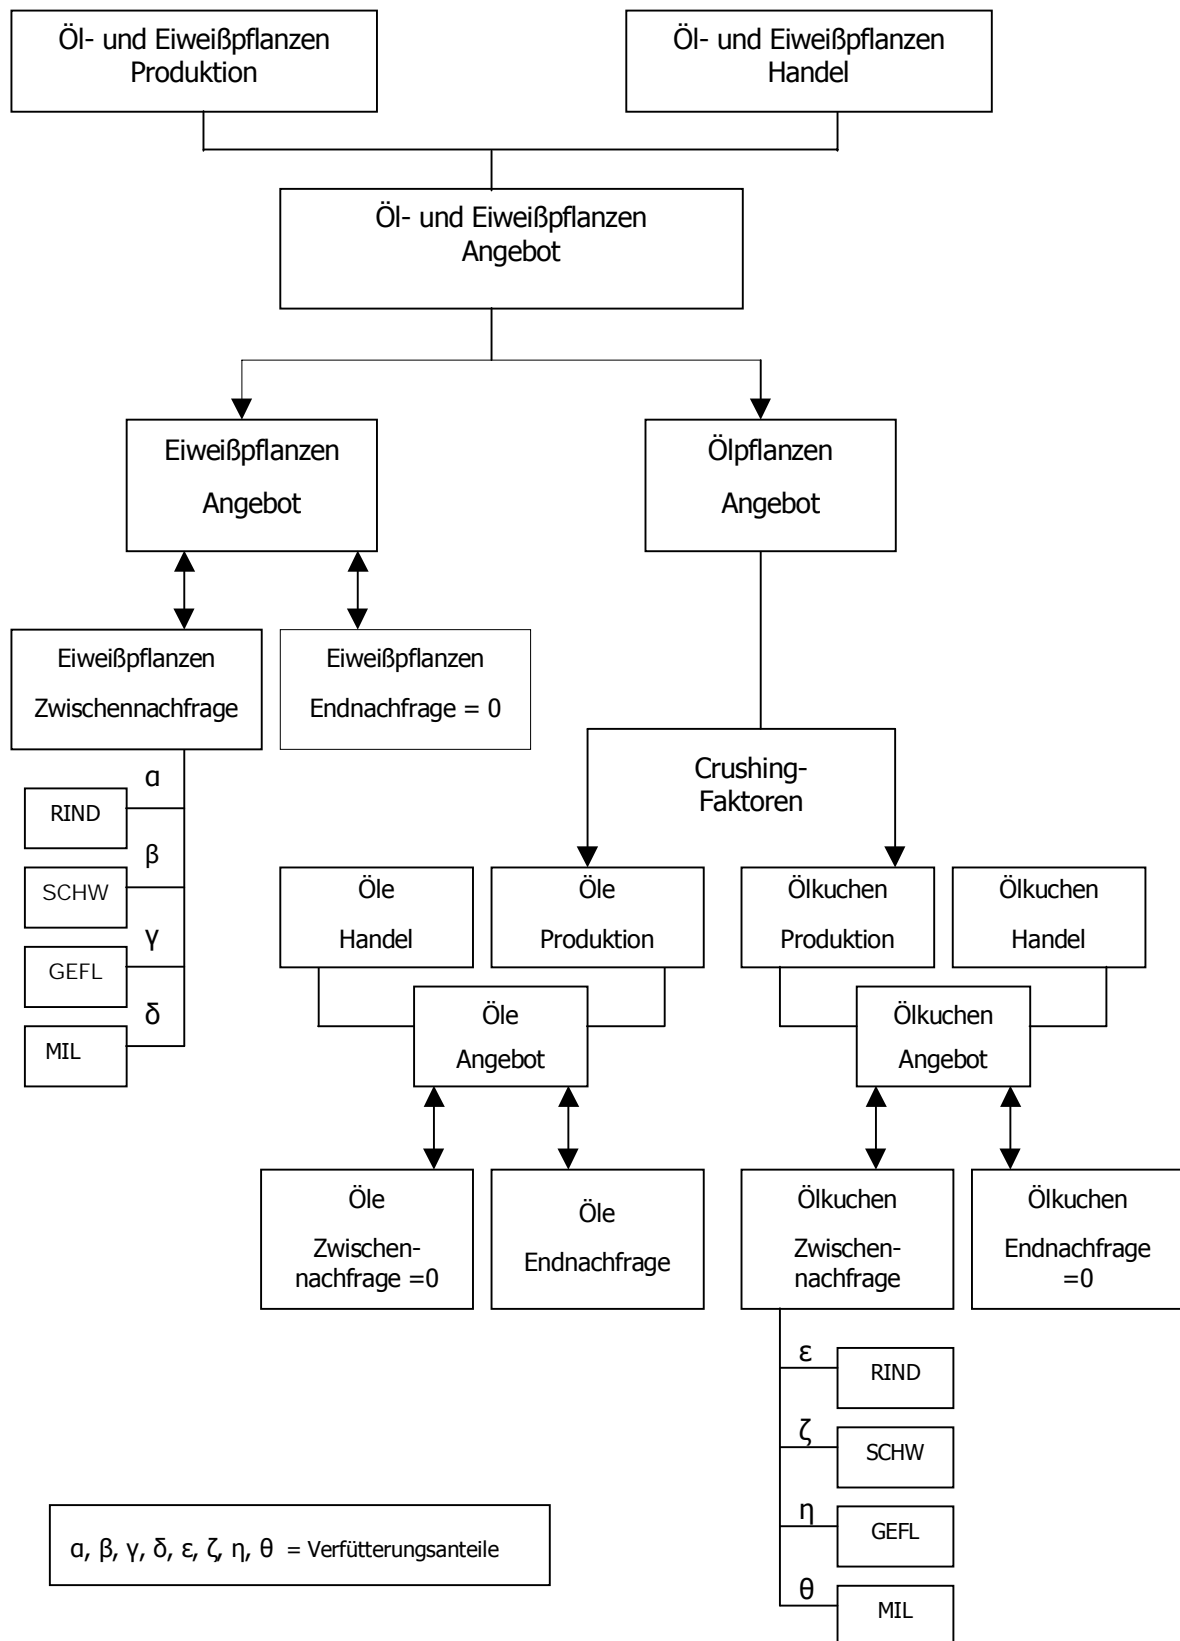 Öl- und Eiweißpflanzen
Produktion
Öl- und Eiweißpflanzen
Handel
Öl- und Eiweißpflanzen
Angebot
Eiweißpflanzen
Angebot
Ölpflanzen
Angebot
Eiweißpflanzen
Zwischennachfrage
Eiweißpflanzen
Endnachfrage = 0
α
RIND
β
SCHW
γ
GEFL
δ
MIL
Crushing-
Faktoren
Öle
Handel
Öle
Produktion
Ölkuchen
Produktion
Ölkuchen
Handel
Öle
Angebot
Ölkuchen
Angebot
Öle
Zwischen-
nachfrage =0
Öle
Endnachfrage
Ölkuchen
Zwischen-
nachfrage
Ölkuchen
Endnachfrage
=0
ε
RIND
ζ
SCHW
η
GEFL
θ
MIL
α, β, γ, δ, ε, ζ, η, θ = Verfütterungsanteile